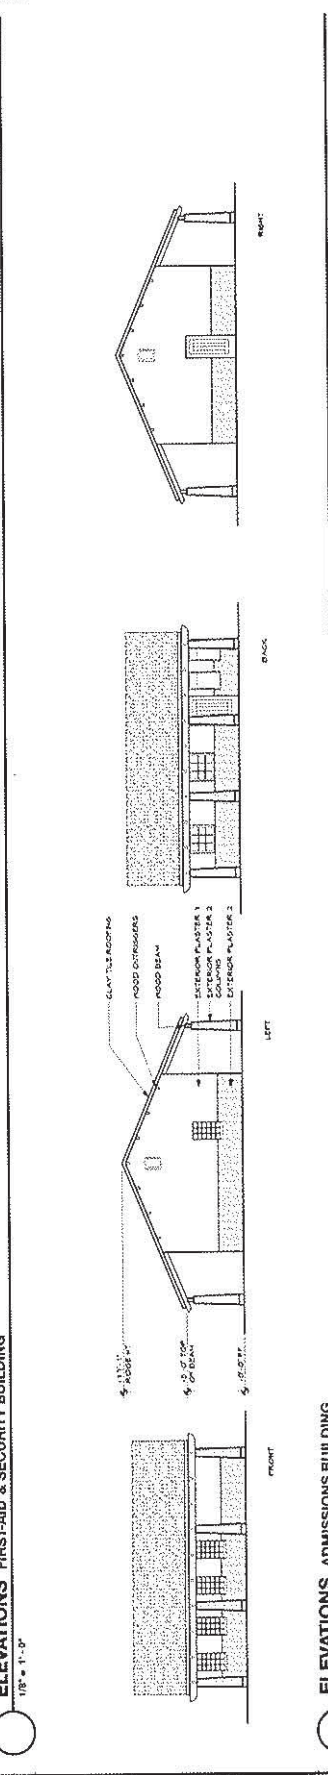 ELEVATIONS FIRST-AID & SECURITY BUILDING
1/8" = 1'-0"
RIDGE HT
TOP
OF BEAM
FRONT
CLAY TILE ROOFING
WOOD OUTRIGGERS
WOOD BEAM
EXTERIOR PLASTER 1
EXTERIOR PLASTER 2
COLUMNS
EXTERIOR PLASTER 2
LEFT
BACK
RIGHT
ELEVATIONS ADMISSIONS BUILDING